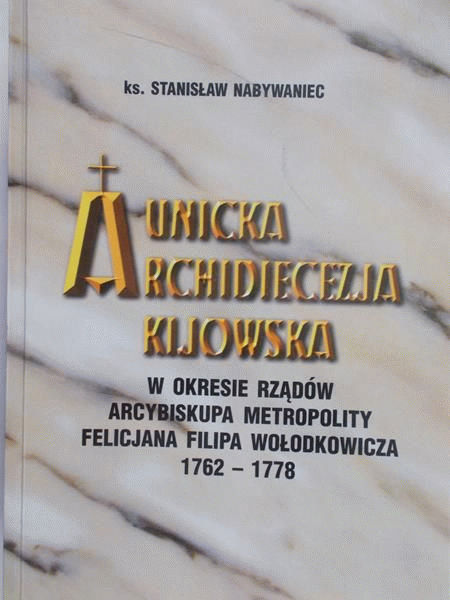 ks. STANISŁAW NABYWANIEC
UNICKA
ARCHIDIECEZJA
KIJOWSKA
W OKRESIE RZĄDÓW
ARCYBISKUPA METROPOLITY
FELICJANA FILIPA WOŁODKOWICZA
1762 – 1778